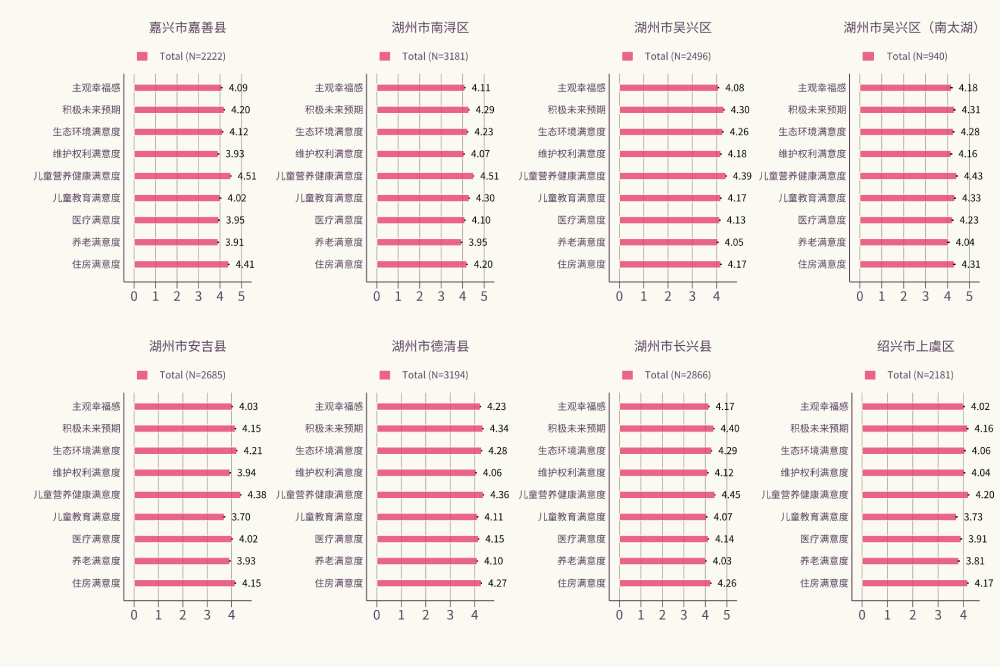 嘉兴市嘉善县
Total (N=2222)
主观幸福感 4.09
积极未来预期 4.20
生态环境满意度 4.12
维护权利满意度 3.93
儿童营养健康满意度 4.51
儿童教育满意度 4.02
医疗满意度 3.95
养老满意度 3.91
住房满意度 4.41
0 1 2 3 4 5
湖州市南浔区
Total (N=3181)
主观幸福感 4.11
积极未来预期 4.29
生态环境满意度 4.23
维护权利满意度 4.07
儿童营养健康满意度 4.51
儿童教育满意度 4.30
医疗满意度 4.10
养老满意度 3.95
住房满意度 4.20
0 1 2 3 4 5
湖州市吴兴区
Total (N=2496)
主观幸福感 4.08
积极未来预期 4.30
生态环境满意度 4.26
维护权利满意度 4.18
儿童营养健康满意度 4.39
儿童教育满意度 4.17
医疗满意度 4.13
养老满意度 4.05
住房满意度 4.17
0 1 2 3 4
湖州市吴兴区（南太湖）
Total (N=940)
主观幸福感 4.18
积极未来预期 4.31
生态环境满意度 4.28
维护权利满意度 4.16
儿童营养健康满意度 4.43
儿童教育满意度 4.33
医疗满意度 4.23
养老满意度 4.04
住房满意度 4.31
0 1 2 3 4 5
湖州市安吉县
Total (N=2685)
主观幸福感 4.03
积极未来预期 4.15
生态环境满意度 4.21
维护权利满意度 3.94
儿童营养健康满意度 4.38
儿童教育满意度 3.70
医疗满意度 4.02
养老满意度 3.93
住房满意度 4.15
0 1 2 3 4
湖州市德清县
Total (N=3194)
主观幸福感 4.23
积极未来预期 4.34
生态环境满意度 4.28
维护权利满意度 4.06
儿童营养健康满意度 4.36
儿童教育满意度 4.11
医疗满意度 4.15
养老满意度 4.10
住房满意度 4.27
0 1 2 3 4
湖州市长兴县
Total (N=2866)
主观幸福感 4.17
积极未来预期 4.40
生态环境满意度 4.29
维护权利满意度 4.12
儿童营养健康满意度 4.45
儿童教育满意度 4.07
医疗满意度 4.14
养老满意度 4.03
住房满意度 4.26
0 1 2 3 4 5
绍兴市上虞区
Total (N=2181)
主观幸福感 4.02
积极未来预期 4.16
生态环境满意度 4.06
维护权利满意度 4.04
儿童营养健康满意度 4.20
儿童教育满意度 3.73
医疗满意度 3.91
养老满意度 3.81
住房满意度 4.17
0 1 2 3 4